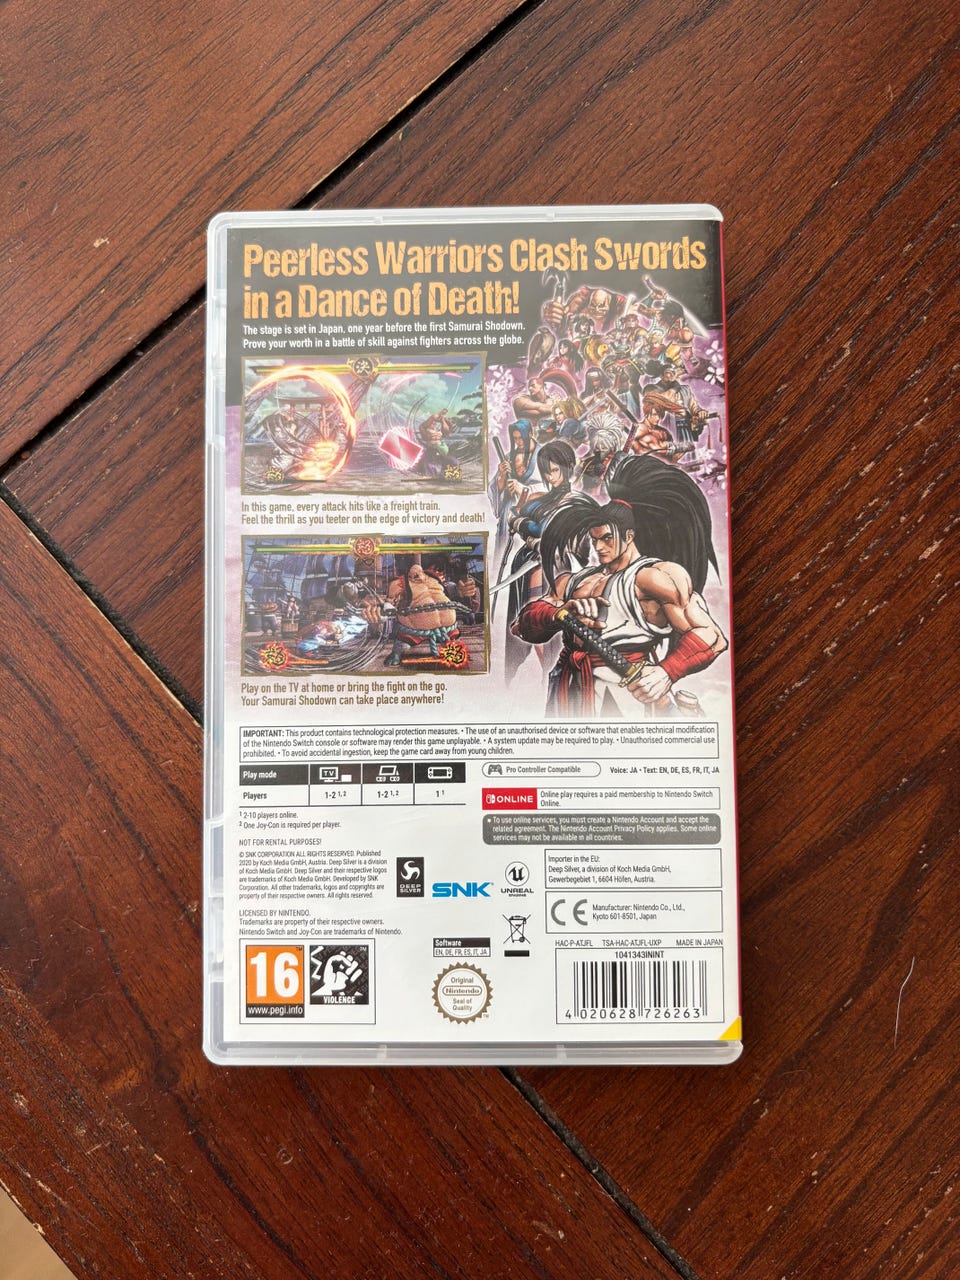 Peerless Warriors Clash Swords
in a Dance of Death!
The stage is set in Japan, one year before the first Samurai Shodown.
Prove your worth in a battle of skill against fighters across the globe.
In this game, every attack hits like a freight train.
Feel the thrill as you teeter on the edge of victory and death!
Play on the TV at home or bring the fight on the go.
Your Samurai Shodown can take place anywhere!
IMPORTANT: This product contains technological protection measures. • The use of an unauthorised device or software that enables technical modification
of the Nintendo Switch console or software may render this game unplayable. • A system update may be required to play. • Unauthorised commercial use
prohibited. • To avoid accidental ingestion, keep the game card away from young children.
Play mode TV
Players 1-2 1, 2 1-2 1, 2 1 1
1 2-10 players online.
2 One Joy-Con is required per player.
Pro Controller Compatible
Voice: JA • Text: EN, DE, ES, FR, IT, JA
ONLINE
Online play requires a paid membership to Nintendo Switch
Online.
• To use online services, you must create a Nintendo Account and accept the
related agreement. The Nintendo Account Privacy Policy applies. Some online
services may not be available in all countries.
NOT FOR RENTAL PURPOSES!
© SNK CORPORATION ALL RIGHTS RESERVED. Published
2020 by Koch Media GmbH, Austria. Deep Silver is a division
of Koch Media GmbH. Deep Silver and their respective logos
are trademarks of Koch Media GmbH. Developed by SNK
Corporation. All other trademarks, logos and copyrights are
property of their respective owners. All rights reserved.
DEEP
SILVER
SNK
UNREAL
ENGINE
Importer in the EU:
Deep Silver, a division of Koch Media GmbH,
Gewerbegebiet 1, 6604 Höfen, Austria.
CE
Manufacturer: Nintendo Co., Ltd.,
Kyoto 601-8501, Japan
LICENSED BY NINTENDO.
Trademarks are property of their respective owners.
Nintendo Switch and Joy-Con are trademarks of Nintendo.
Software
EN, DE, FR, ES, IT, JA
HAC-P-ATJFL TSA-HAC-ATJFL-UXP MADE IN JAPAN
1041343ININT
4 020628 726263
16
www.pegi.info
VIOLENCE
Original
Nintendo
Seal of
Quality
TM